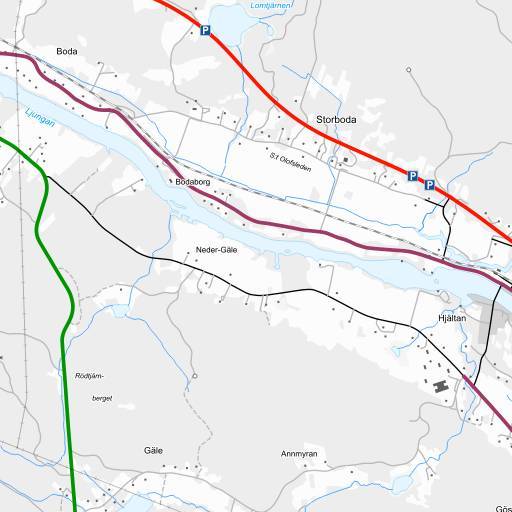 Lomtjärnen
P
Boda
Ljungan
Storboda
S:t Olofsleden
P
P
Bodaborg
Neder-Gäle
Hjältan
Rödtjärn-
berget
Gäle
Annmyran
Gös